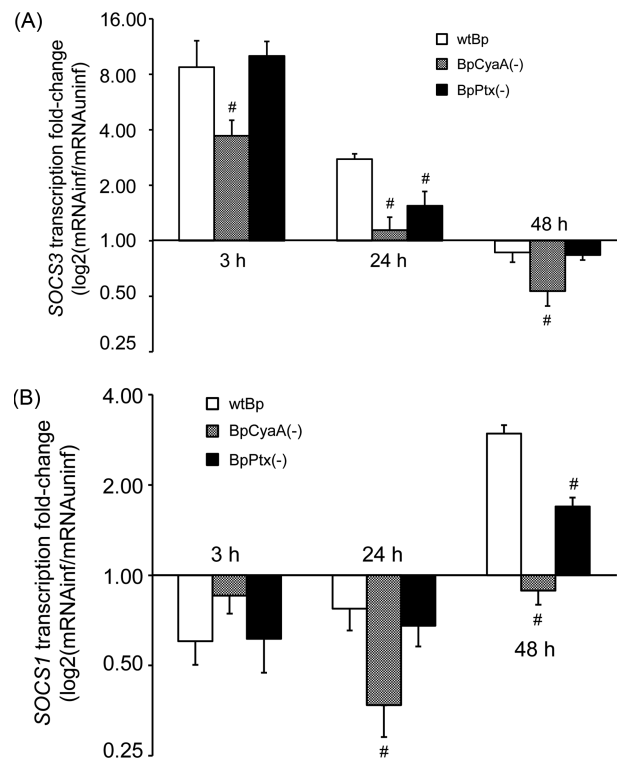 (A)
SOCS3 transcription fold-change
(log2(mRNAinf/mRNAuninf)
16.00
8.00
4.00
2.00
1.00
0.50
0.25
wtBp
BpCyaA(-)
BpPtx(-)
#
#
#
48 h
3 h
24 h
#
(B)
SOCS1 transcription fold-change
(log2(mRNAinf/mRNAuninf)
4.00
2.00
1.00
0.50
0.25
wtBp
BpCyaA(-)
BpPtx(-)
#
3 h
24 h
#
48 h
#